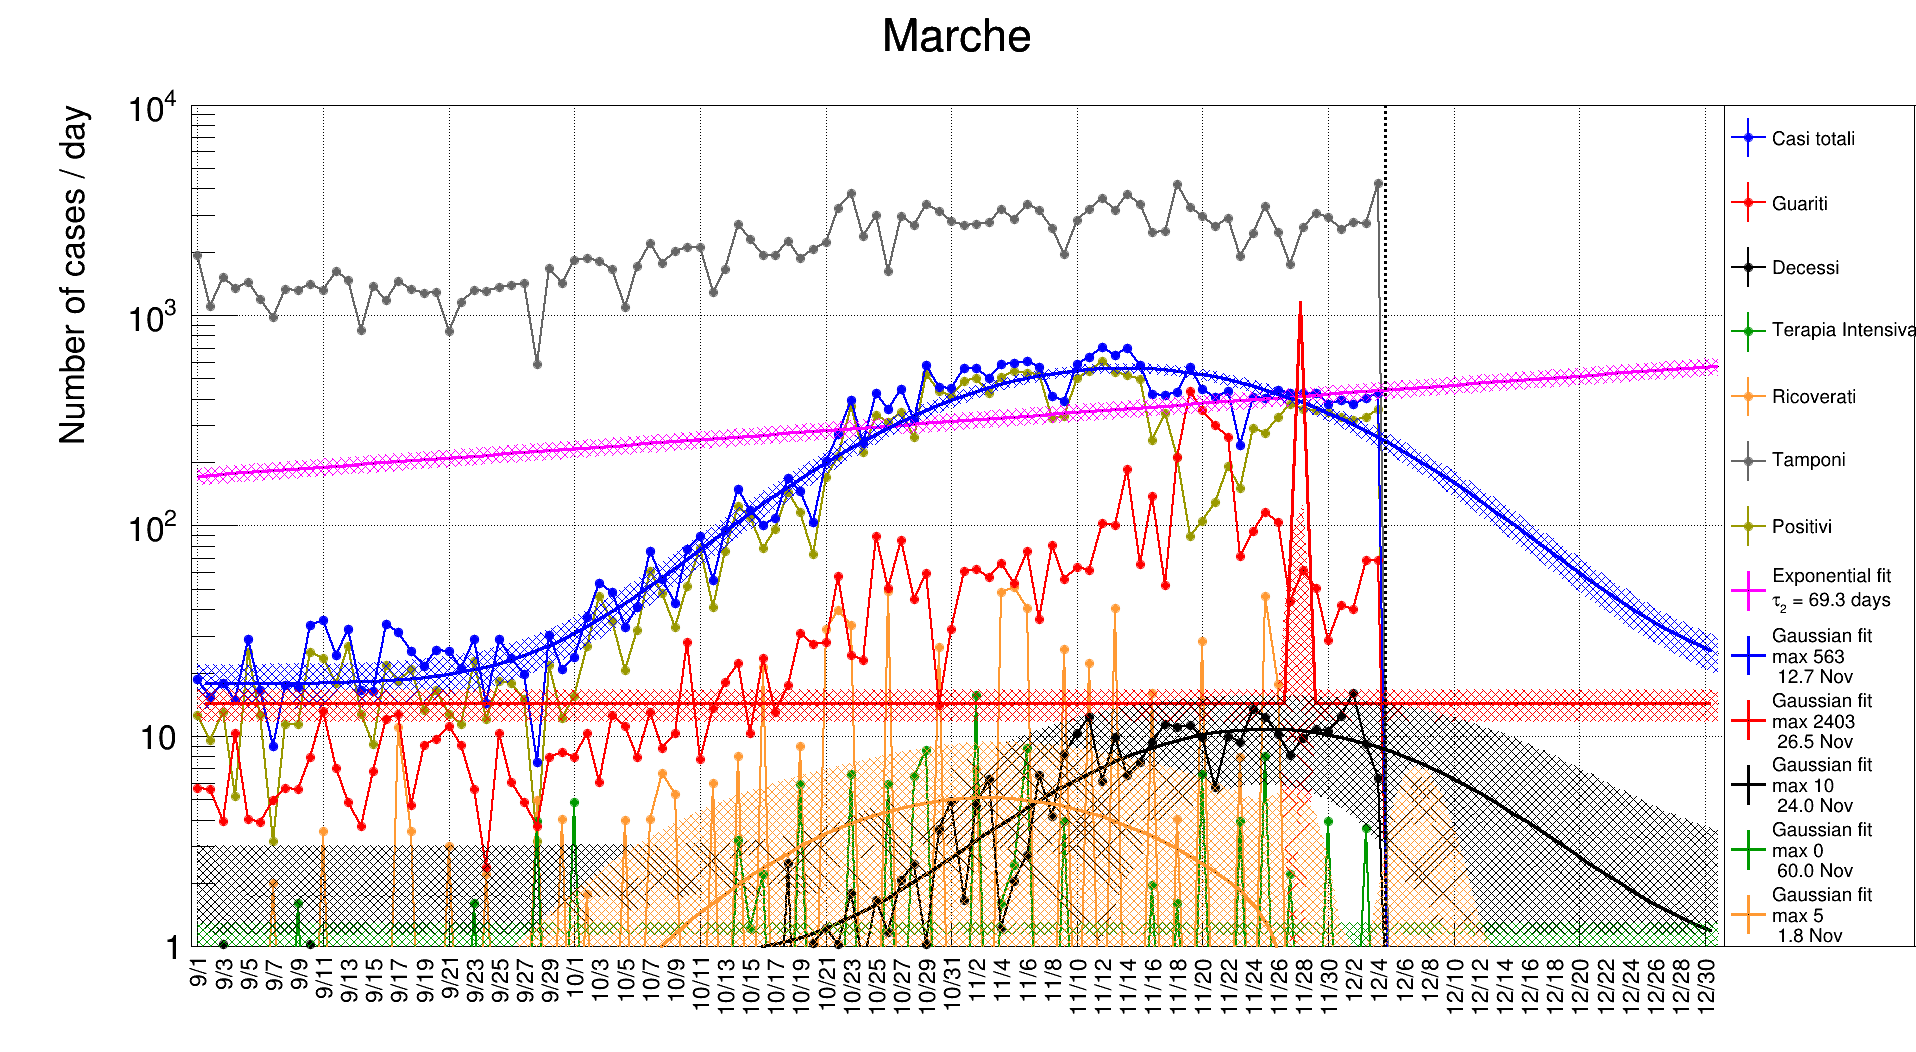 Marche
Number of cases / day
10^4
10^3
10^2
10
1
9/1
9/3
9/5
9/7
9/9
9/11
9/13
9/15
9/17
9/19
9/21
9/23
9/25
9/27
9/29
10/1
10/3
10/5
10/7
10/9
10/11
10/13
10/15
10/17
10/19
10/21
10/23
10/25
10/27
10/29
10/31
11/2
11/4
11/6
11/8
11/10
11/12
11/14
11/16
11/18
11/20
11/22
11/24
11/26
11/28
11/30
12/2
12/4
12/6
12/8
12/10
12/12
12/14
12/16
12/18
12/20
12/22
12/24
12/26
12/28
12/30
Casi totali
Guariti
Decessi
Terapia Intensiva
Ricoverati
Tamponi
Positivi
Exponential fit
τ₂ = 69.3 days
Gaussian fit
max 563
12.7 Nov
Gaussian fit
max 2403
26.5 Nov
Gaussian fit
max 10
24.0 Nov
Gaussian fit
max 0
60.0 Nov
Gaussian fit
max 5
1.8 Nov